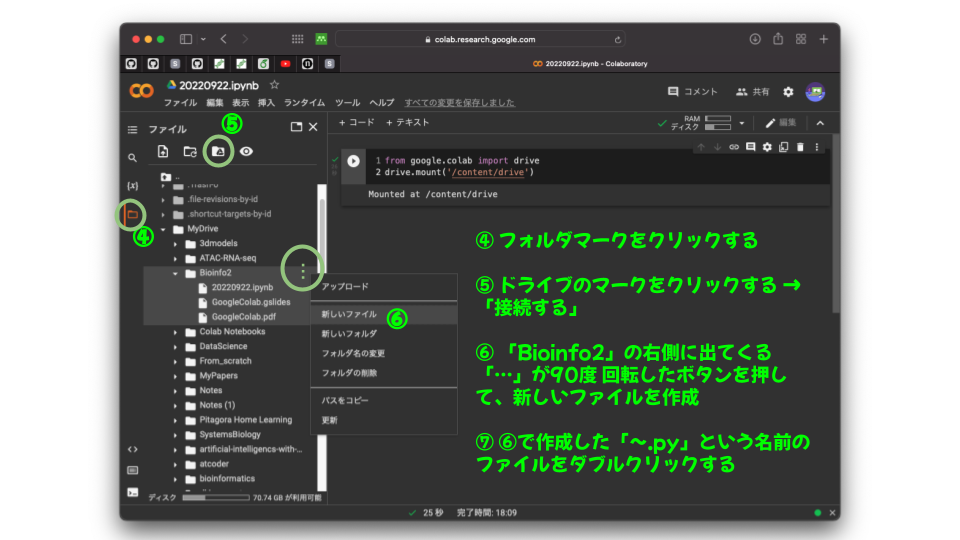 colab.research.google.com
20220922.ipynb - Colaboratory
20220922.ipynb
ファイル 編集 表示 挿入 ランタイム ツール ヘルプ すべての変更を保存しました
コメント 共有
⑤
ファイル
+ コード + テキスト
RAM
ディスク
編集
..
.file-revisions-by-id
.shortcut-targets-by-id
④
MyDrive
3dmodels
ATAC-RNA-seq
Bioinfo2
20220922.ipynb
GoogleColab.gslides
GoogleColab.pdf
Colab Notebooks
DataScience
From_scratch
MyPapers
Notes
Notes (1)
Pitagora Home Learning
SystemsBiology
artificial-intelligence-with-...
atcoder
bioinformatics
ディスク 70.74 GB が利用可能
1 from google.colab import drive
2 drive.mount('/content/drive')
Mounted at /content/drive
アップロード
新しいファイル
⑥
新しいフォルダ
フォルダ名の変更
フォルダの削除
パスをコピー
更新
④ フォルダマークをクリックする
⑤ ドライブのマークをクリックする →
「接続する」
⑥ 「Bioinfo2」の右側に出てくる
「…」が90度 回転したボタンを押し
て、新しいファイルを作成
⑦ ⑥で作成した「～.py」という名前の
ファイルをダブルクリックする
25 秒 完了時間: 18:09